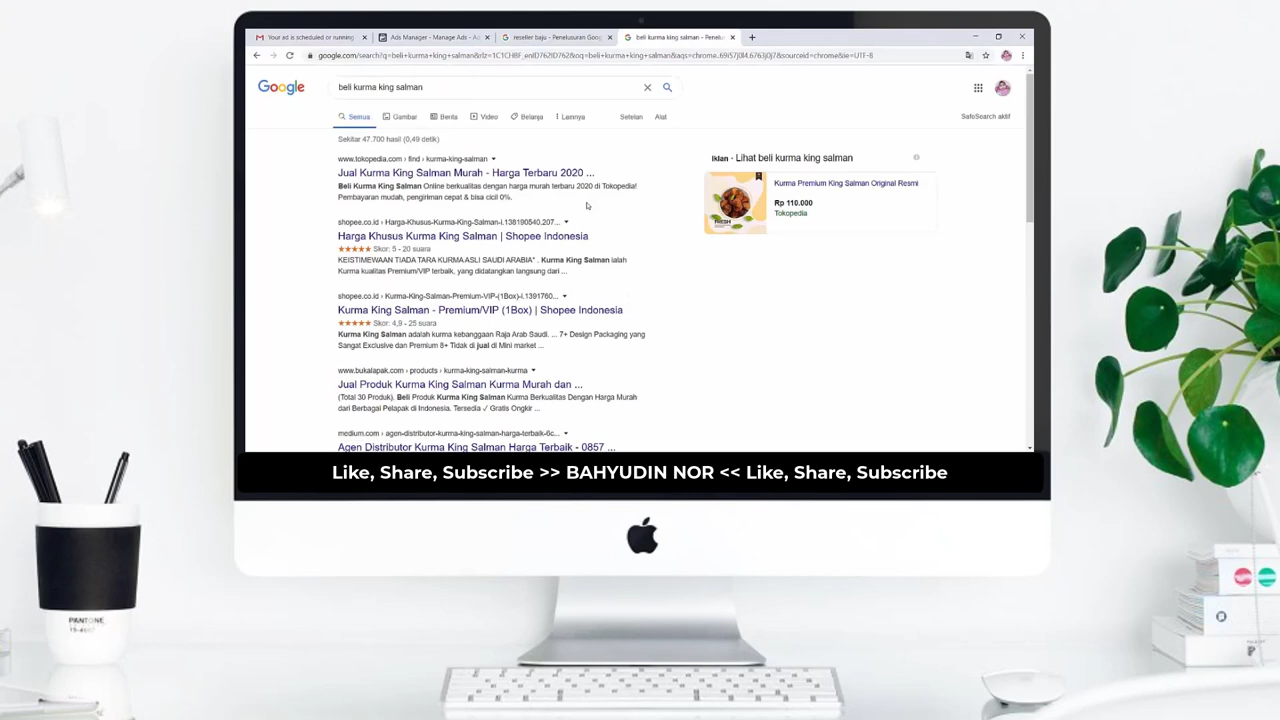 Your ad is scheduled or running
Ads Manager - Manage Ads - Ad
reseller baju - Penelusuran Goog
beli kurma king salman - Penelu
Google
beli kurma king salman
Semua
Gambar
Berita
Video
Belanja
Lainnya
Setelan
Alat
SafeSearch aktif
Sekitar 47.700 hasil (0,49 detik)
www.tokopedia.com › find › kurma-king-salman
Jual Kurma King Salman Murah - Harga Terbaru 2020 ...
Beli Kurma King Salman Online berkualitas dengan harga murah terbaru 2020 di Tokopedia!
Pembayaran mudah, pengiriman cepat & bisa cicil 0%.
shopee.co.id › Harga-Khusus-Kurma-King-Salman-i.138190540.207...
Harga Khusus Kurma King Salman | Shopee Indonesia
★★★★★ Skor: 5 - 20 suara
KEISTIMEWAAN TIADA TARA KURMA ASLI SAUDI ARABIA* . Kurma King Salman ialah
Kurma kualitas Premium/VIP terbaik, yang didatangkan langsung dari ...
shopee.co.id › Kurma-King-Salman-Premium-VIP-(1Box)-i.1391760...
Kurma King Salman - Premium/VIP (1Box) | Shopee Indonesia
★★★★★ Skor: 4,9 - 25 suara
Kurma King Salman adalah kurma kebanggaan Raja Arab Saudi. ... 7+ Design Packaging yang
Sangat Exclusive dan Premium 8+ Tidak di jual di Mini market ...
www.bukalapak.com › products › kurma-king-salman-kurma
Jual Produk Kurma King Salman Kurma Murah dan ...
(Total 30 Produk). Beli Produk Kurma King Salman Kurma Berkualitas Dengan Harga Murah
dari Berbagai Pelapak di Indonesia. Tersedia ✓ Gratis Ongkir ...
medium.com › agen-distributor-kurma-king-salman-harga-terbaik-6c...
Agen Distributor Kurma King Salman Harga Terbaik - 0857 ...
Iklan · Lihat beli kurma king salman
FRESH
Kurma Premium King Salman Original Resmi
Rp 110.000
Tokopedia
Like, Share, Subscribe >> BAHYUDIN NOR << Like, Share, Subscribe
PANTONE